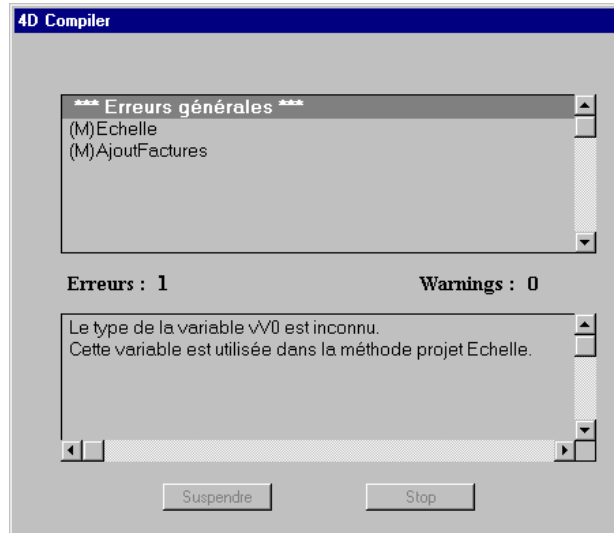 4D Compiler
*** Erreurs générales ***
(M)Echelle
(M)AjoutFactures
Erreurs : 1
Warnings : 0
Le type de la variable vV0 est inconnu.
Cette variable est utilisée dans la méthode projet Echelle.
Suspendre
Stop